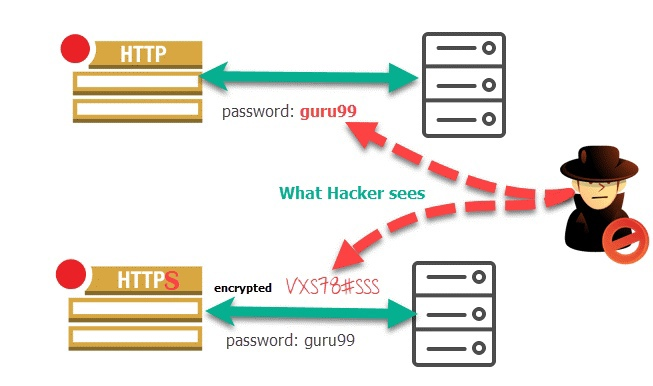 HTTP
password: guru99
What Hacker sees
HTTPS
encrypted VXS78#SSS
password: guru99